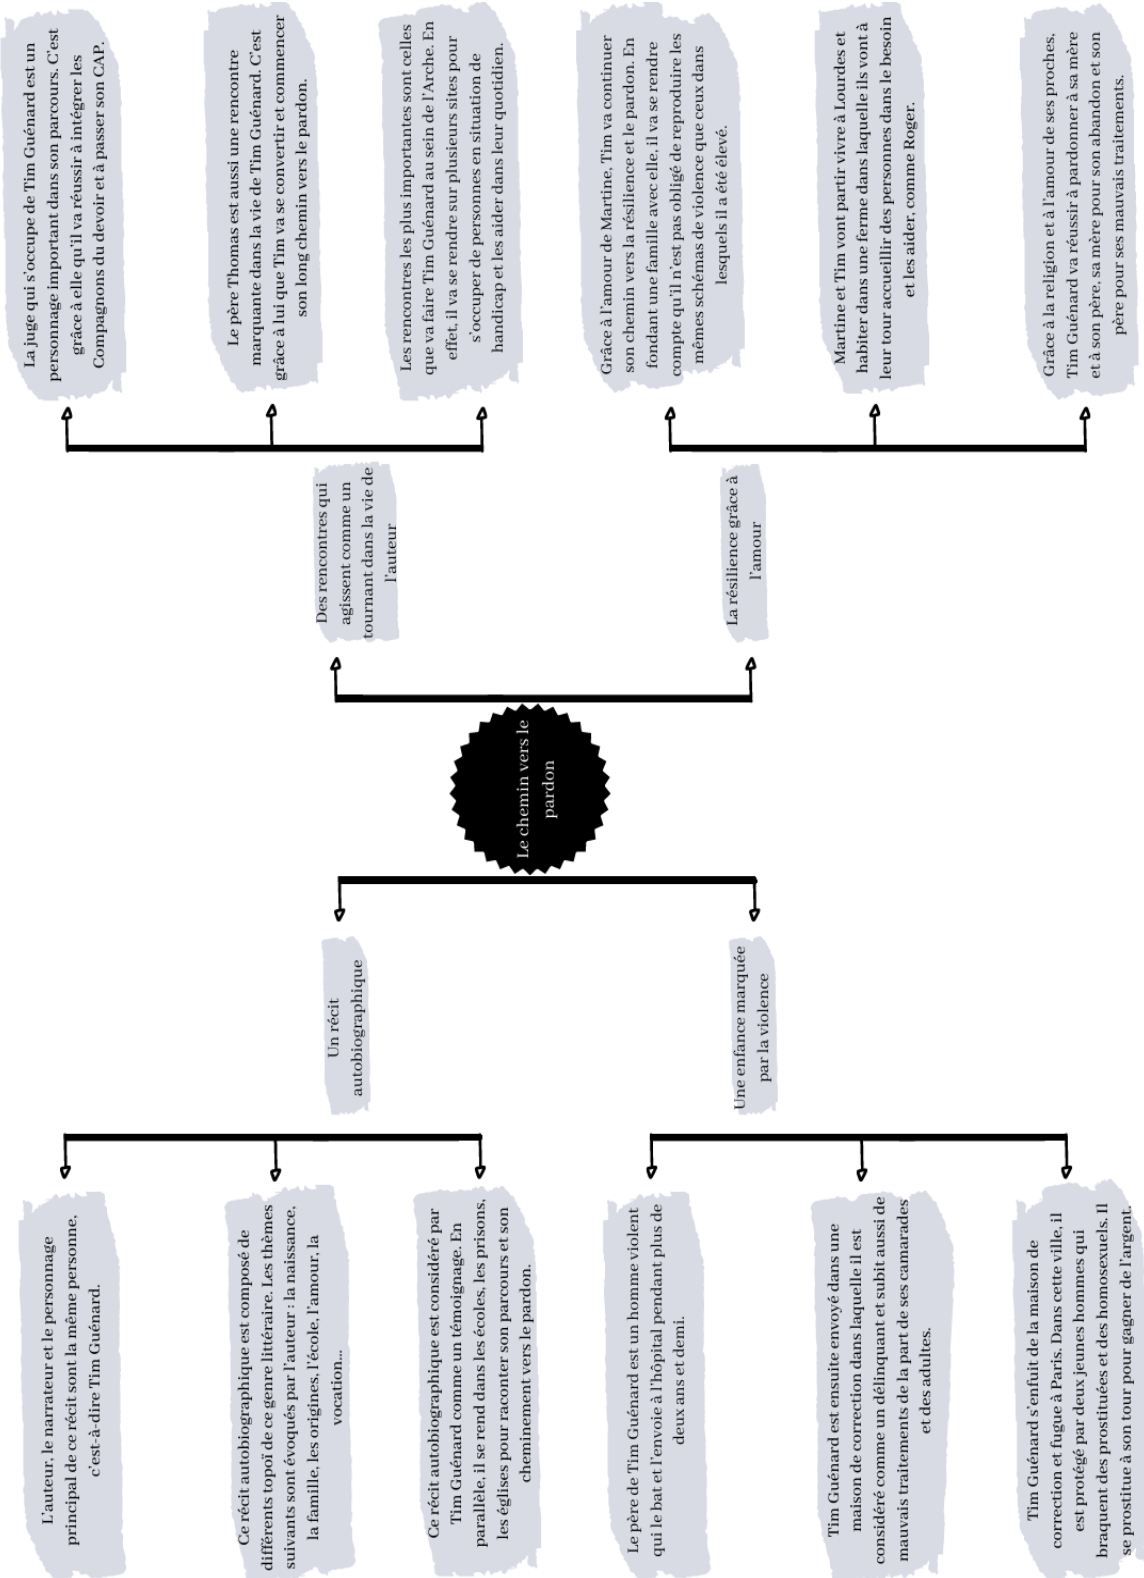 L'auteur, le narrateur et le personnage
principal de ce récit sont la même personne,
c'est-à-dire Tim Guénard.
Ce récit autobiographique est composé de
différents topoï de ce genre littéraire. Les thèmes
suivants sont évoqués par l'auteur : la naissance,
la famille, les origines, l'école, l'amour, la
vocation...
Ce récit autobiographique est considéré par
Tim Guénard comme un témoignage. En
parallèle, il se rend dans les écoles, les prisons,
les églises pour raconter son parcours et son
cheminement vers le pardon.
Un récit
autobiographique
Le père de Tim Guénard est un homme violent
qui le bat et l'envoie à l'hôpital pendant plus de
deux ans et demi.
Tim Guénard est ensuite envoyé dans une
maison de correction dans laquelle il est
considéré comme un délinquant et subit aussi de
mauvais traitements de la part de ses camarades
et des adultes.
Tim Guénard s'enfuit de la maison de
correction et fugue à Paris. Dans cette ville, il
est protégé par deux jeunes hommes qui
braquent des prostituées et des homosexuels. Il
se prostitue à son tour pour gagner de l'argent.
Une enfance marquée
par la violence
Le chemin vers le
pardon
Des rencontres qui
agissent comme un
tournant dans la vie de
l'auteur
La juge qui s'occupe de Tim Guénard est un
personnage important dans son parcours. C'est
grâce à elle qu'il va réussir à intégrer les
Compagnons du devoir et à passer son CAP.
Le père Thomas est aussi une rencontre
marquante dans la vie de Tim Guénard. C'est
grâce à lui que Tim va se convertir et commencer
son long chemin vers le pardon.
Les rencontres les plus importantes sont celles
que va faire Tim Guénard au sein de l'Arche. En
effet, il va se rendre sur plusieurs sites pour
s'occuper de personnes en situation de
handicap et les aider dans leur quotidien.
La résilience grâce à
l'amour
Grâce à l'amour de Martine, Tim va continuer
son chemin vers la résilience et le pardon. En
fondant une famille avec elle, il va se rendre
compte qu'il n'est pas obligé de reproduire les
mêmes schémas de violence que ceux dans
lesquels il a été élevé.
Martine et Tim vont partir vivre à Lourdes et
habiter dans une ferme dans laquelle ils vont à
leur tour accueillir des personnes dans le besoin
et les aider, comme Roger.
Grâce à la religion et à l'amour de ses proches,
Tim Guénard va réussir à pardonner à sa mère
et à son père, sa mère pour son abandon et son
père pour ses mauvais traitements.